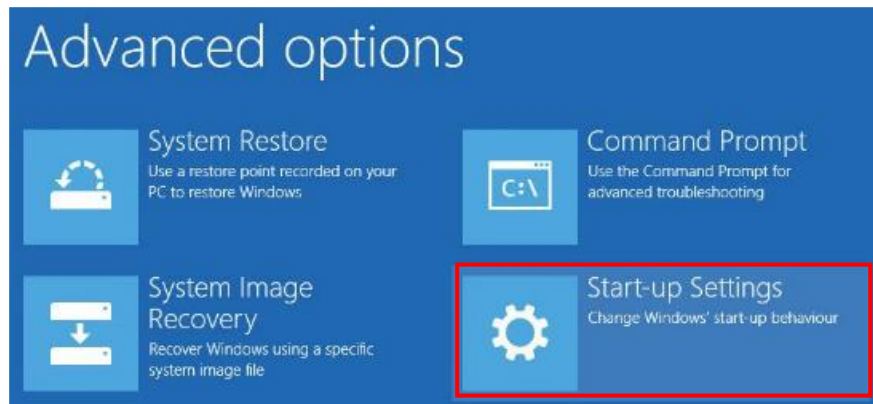 Advanced options
System Restore
Use a restore point recorded on your
PC to restore Windows
Command Prompt
Use the Command Prompt for
advanced troubleshooting
C:\
System Image
Recovery
Recover Windows using a specific
system image file
Start-up Settings
Change Windows' start-up behaviour